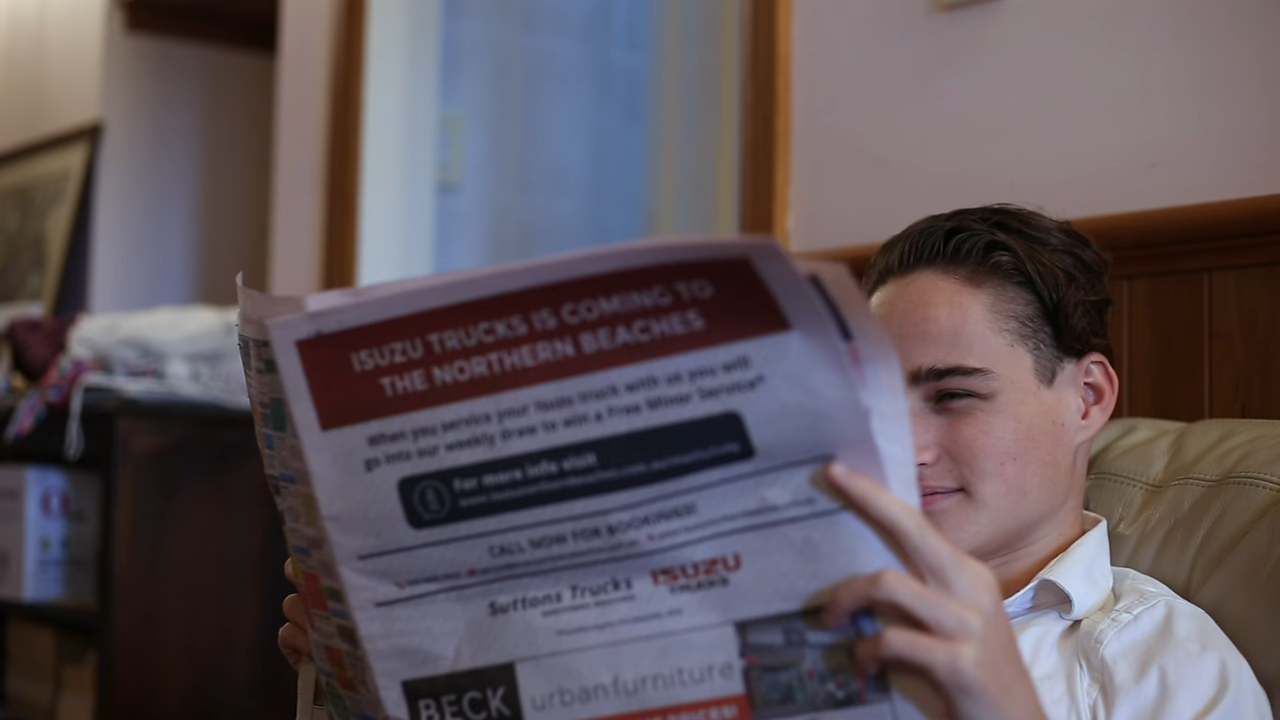 ISUZU TRUCKS IS COMING TO
THE NORTHERN BEACHES
When you service your Isuzu truck with us you will
go into our weekly draw to win a Free Minor Service*
For more info visit
CALL NOW FOR BOOKINGS!
Suttons Trucks
ISUZU
TRUCKS
BECK
urbanfurniture